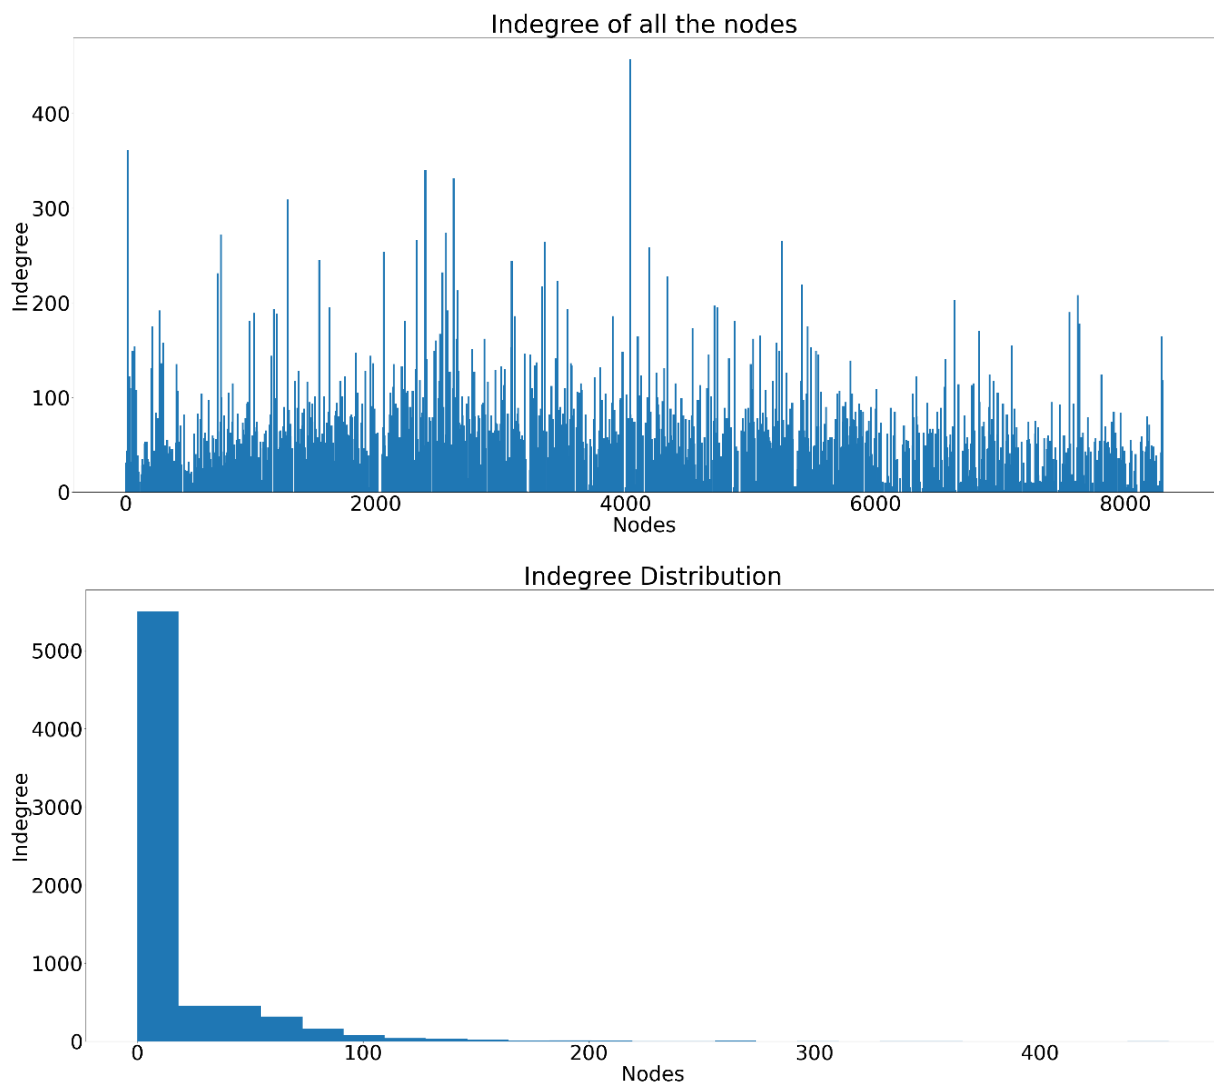 Indegree of all the nodes
400
300
200
100
0
Indegree
0 2000 4000 6000 8000
Nodes
Indegree Distribution
5000
4000
3000
2000
1000
0
Indegree
0 100 200 300 400
Nodes